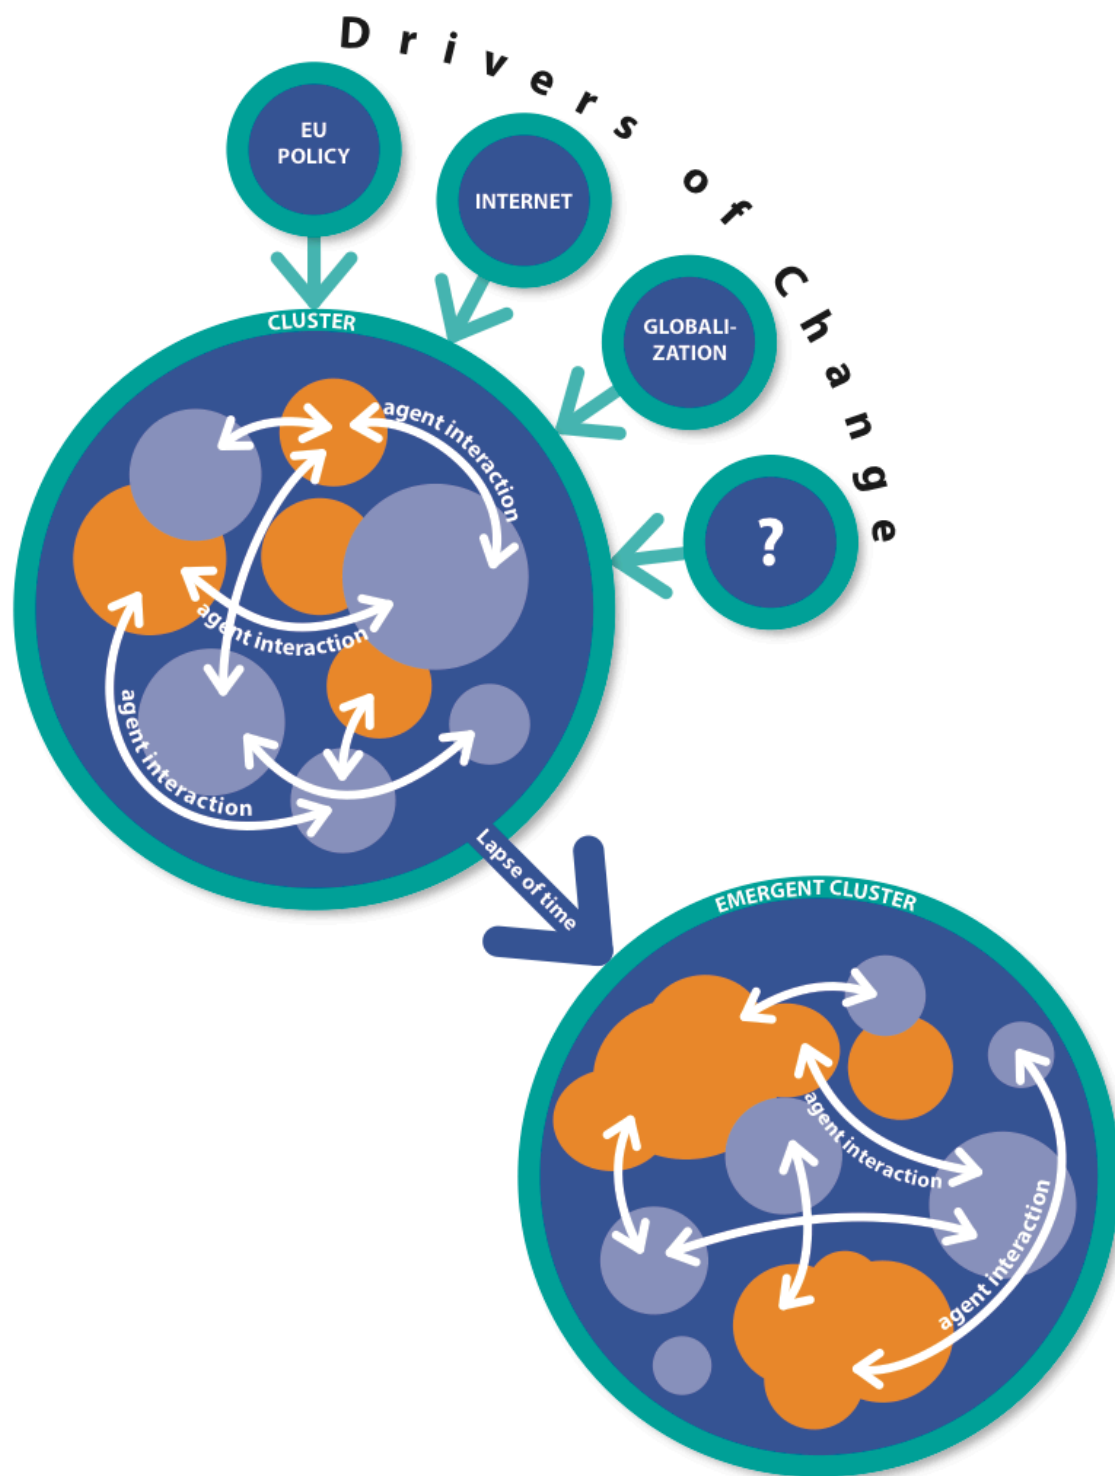 Drivers of Change
EU
POLICY
INTERNET
GLOBALI-
ZATION
?
CLUSTER
agent interaction
agent interaction
agent interaction
Lapse of time
EMERGENT CLUSTER
agent interaction
agent interaction